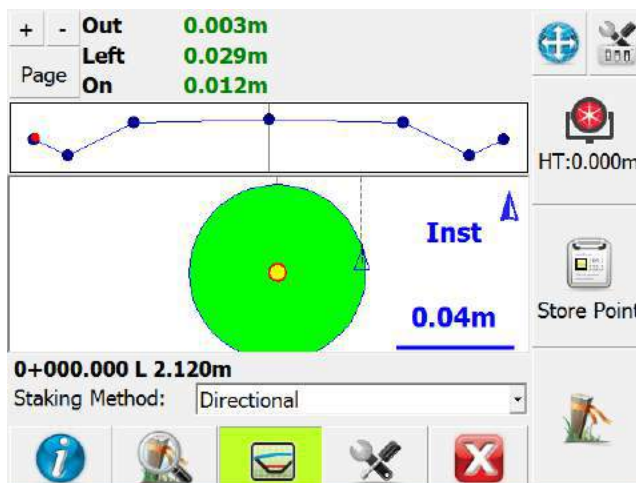 + - Out 0.003m
Left 0.029m
Page
On 0.012m
HT:0.000m
Inst
0.04m
Store Point
0+000.000 L 2.120m
Staking Method: Directional
i